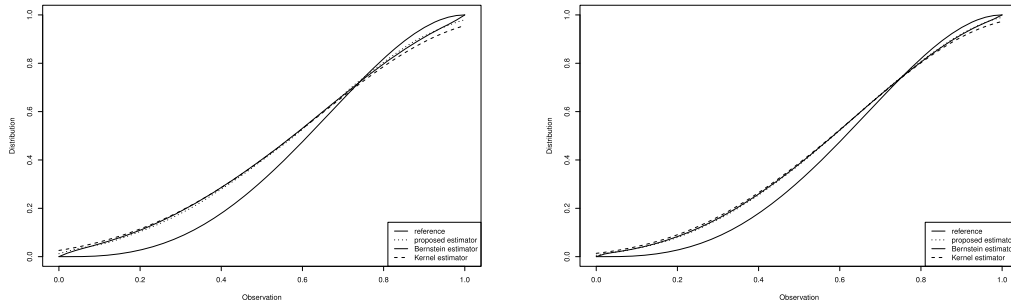 Distribution
1.0
0.8
0.6
0.4
0.2
0.0
reference
proposed estimator
Bernstein estimator
Kernel estimator
0.0 0.2 0.4 0.6 0.8 1.0
Observation
Distribution
1.0
0.8
0.6
0.4
0.2
0.0
reference
proposed estimator
Bernstein estimator
Kernel estimator
0.0 0.2 0.4 0.6 0.8 1.0
Observation